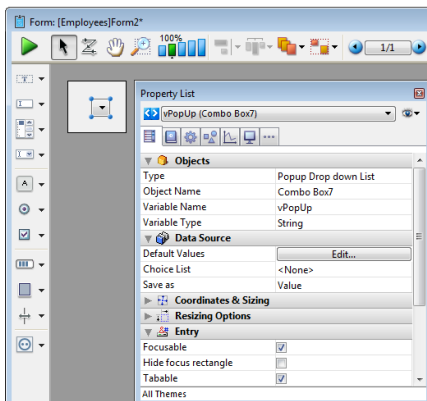 Form: [Employees]Form2*
100%
1/1
Property List
vPopUp (Combo Box7)
Objects
Type Popup Drop down List
Object Name Combo Box7
Variable Name vPopUp
Variable Type String
Data Source
Default Values Edit...
Choice List <None>
Save as Value
Coordinates & Sizing
Resizing Options
Entry
Focusable
Hide focus rectangle
Tabable
All Themes